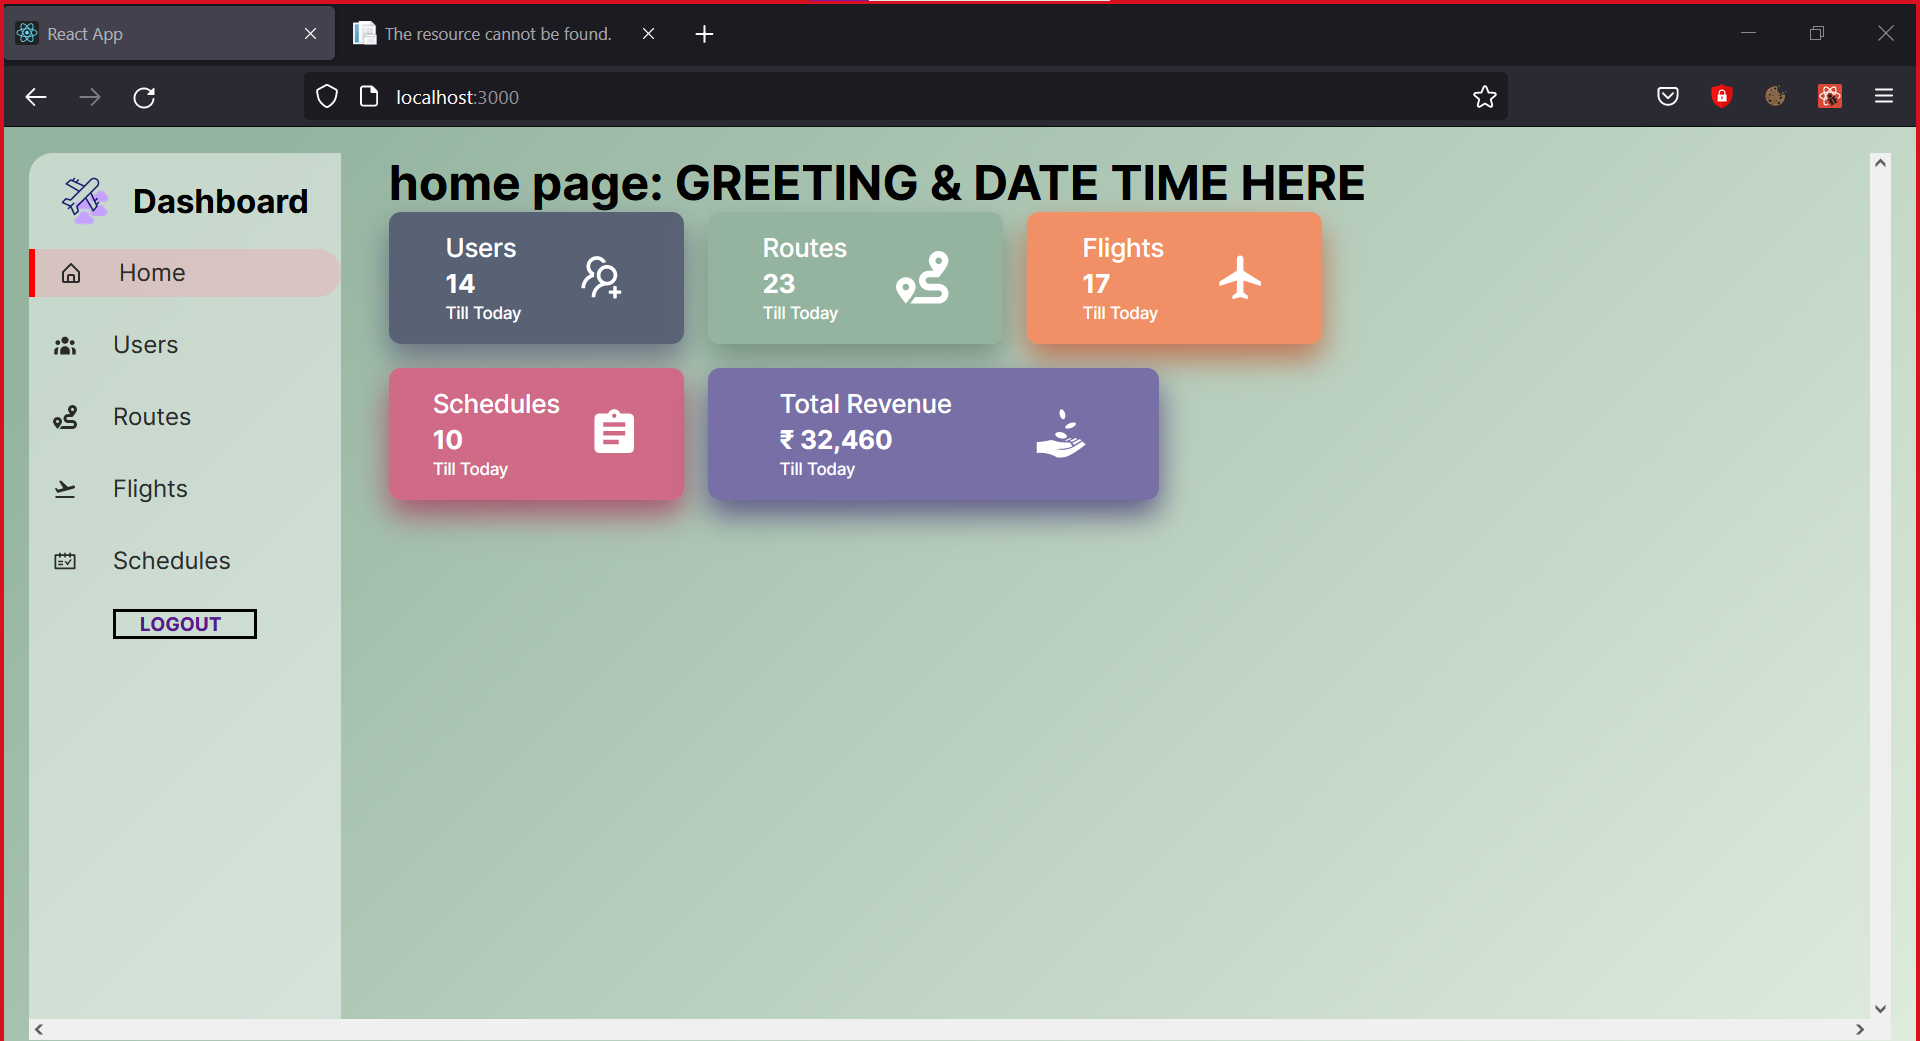 React App
The resource cannot be found.
localhost:3000
Dashboard
Home
Users
Routes
Flights
Schedules
LOGOUT
home page: GREETING & DATE TIME HERE
Users
14
Till Today
Routes
23
Till Today
Flights
17
Till Today
Schedules
10
Till Today
Total Revenue
₹ 32,460
Till Today